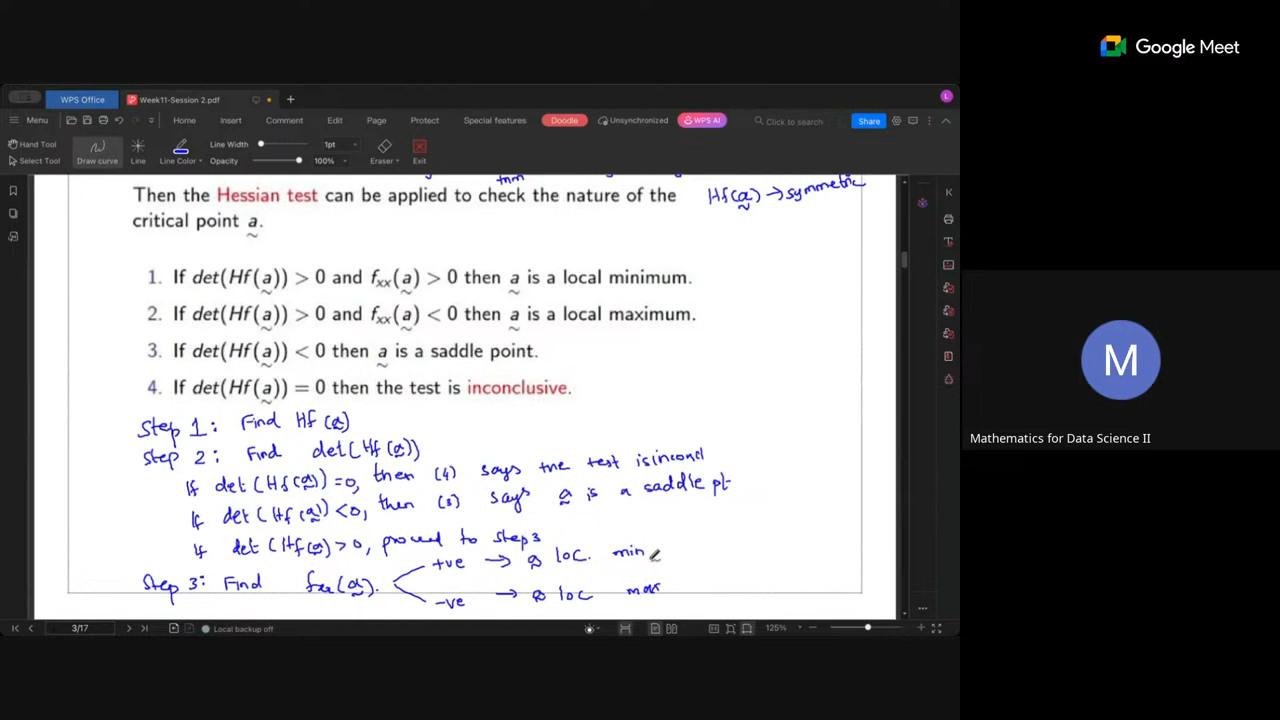 Google Meet
WPS Office
Week11-Session 2.pdf
L
Menu
Home
Insert
Comment
Edit
Page
Protect
Special features
Doodle
Unsynchronized
WPS AI
Click to search
Share
Hand Tool
Select Tool
Draw curve
Line
Line Color
Line Width
1pt
Opacity
100%
Eraser
Exit
Then the Hessian test can be applied to check the nature of the
critical point a.
Hf(a) → symmetric
1. If det(Hf(a)) > 0 and fxx(a) > 0 then a is a local minimum.
2. If det(Hf(a)) > 0 and fxx(a) < 0 then a is a local maximum.
3. If det(Hf(a)) < 0 then a is a saddle point.
4. If det(Hf(a)) = 0 then the test is inconclusive.
Step 1: Find Hf(a)
Step 2: Find det(Hf(a))
If det(Hf(a)) = 0, then (4) says the test is incond
If det(Hf(a)) < 0, then (3) says a is a saddle pt
If det(Hf(a)) > 0, proceed to step 3
Step 3: Find fxx(a).
+ve → a loc. min
-ve → a loc max
M
Mathematics for Data Science II
3/17
Local backup off
125%